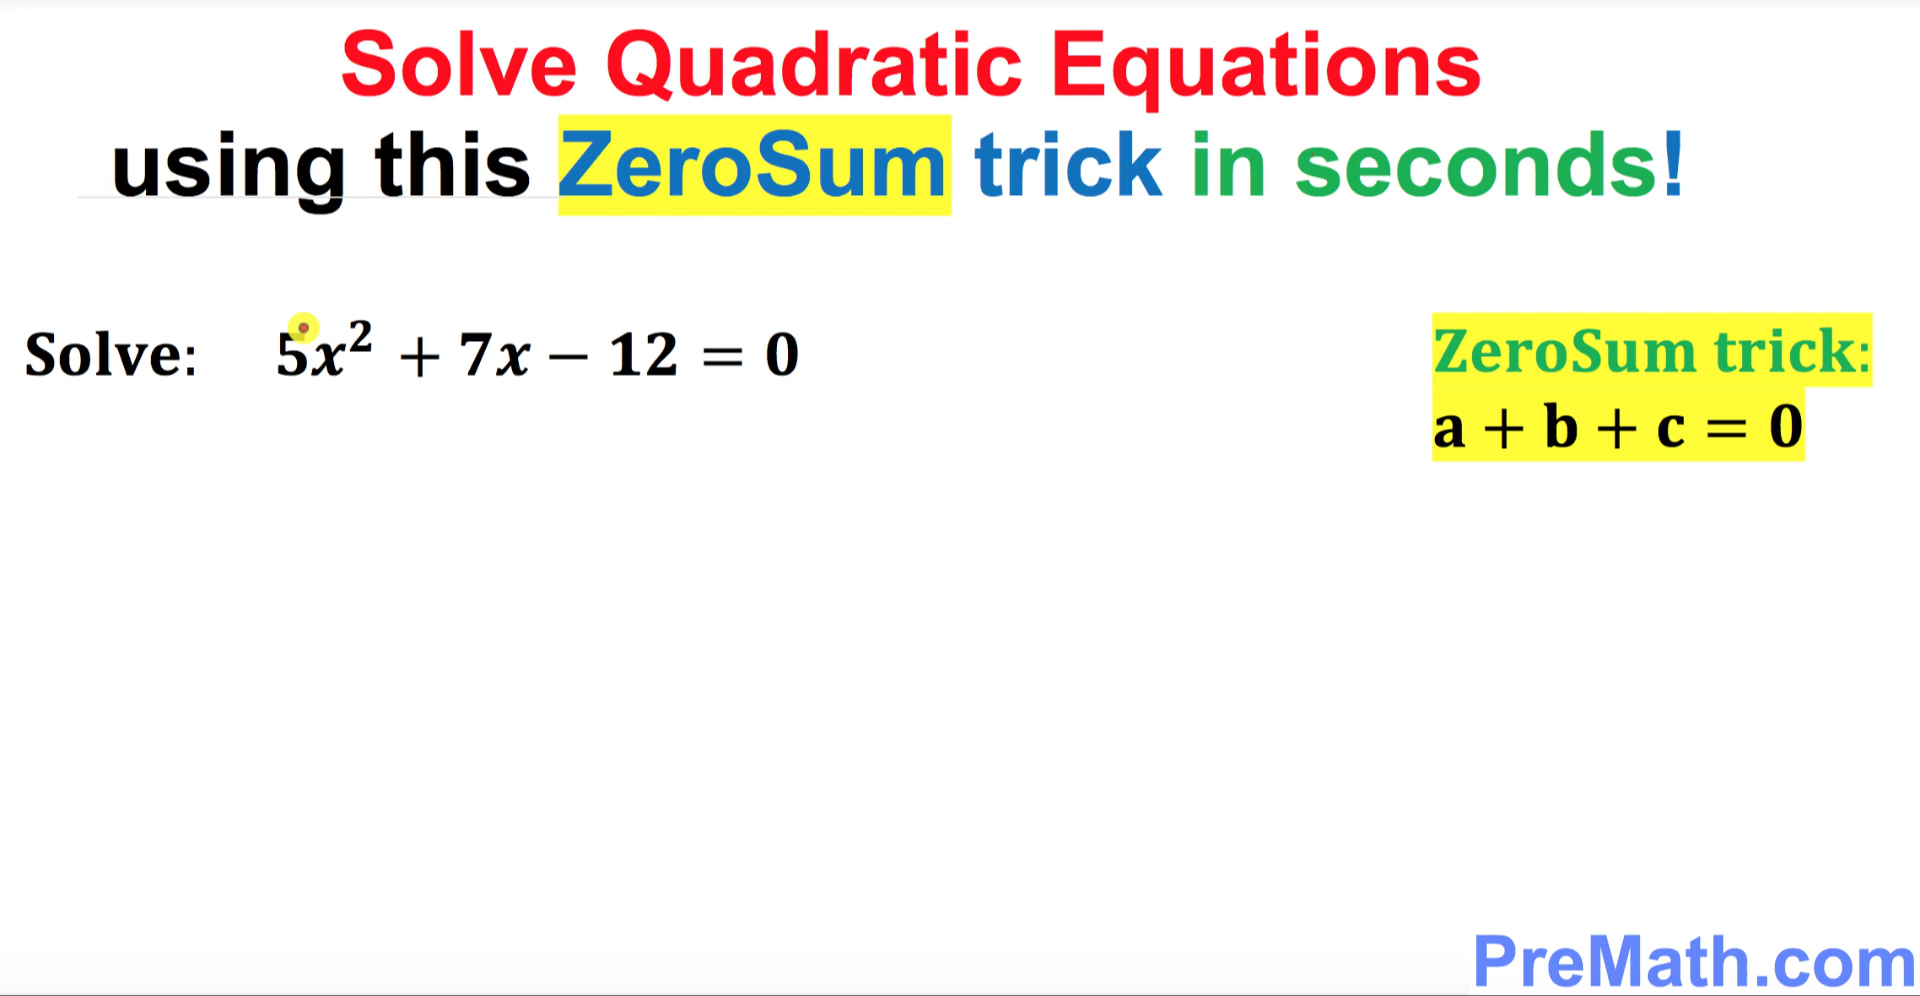 Solve Quadratic Equations
using this ZeroSum trick in seconds!
Solve: 5x² + 7x − 12 = 0
ZeroSum trick:
a + b + c = 0
PreMath.com